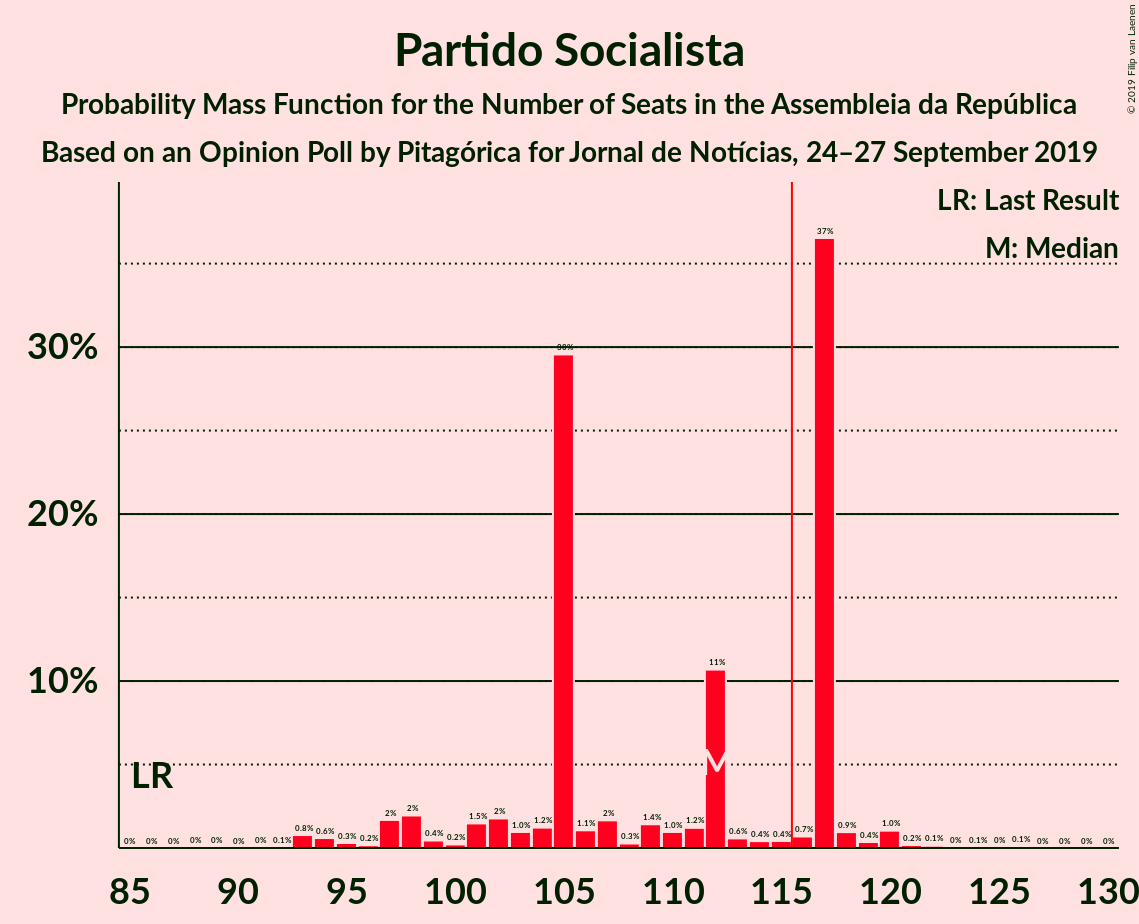 Partido Socialista
Probability Mass Function for the Number of Seats in the Assembleia da República
Based on an Opinion Poll by Pitagórica for Jornal de Notícias, 24–27 September 2019
© 2019 Filip van Laenen
LR: Last Result
M: Median
30%
20%
10%
LR
M
0% 0% 0% 0% 0% 0% 0% 0.1% 0.8% 0.6% 0.3% 0.2% 2% 2% 0.4% 0.2% 1.5% 2% 1.0% 1.2% 30% 1.1% 2% 0.3% 1.4% 1.0% 1.2% 11% 0.6% 0.4% 0.4% 0.7% 37% 0.9% 0.4% 1.0% 0.2% 0.1% 0% 0.1% 0% 0.1% 0% 0% 0% 0%
85 90 95 100 105 110 115 120 125 130